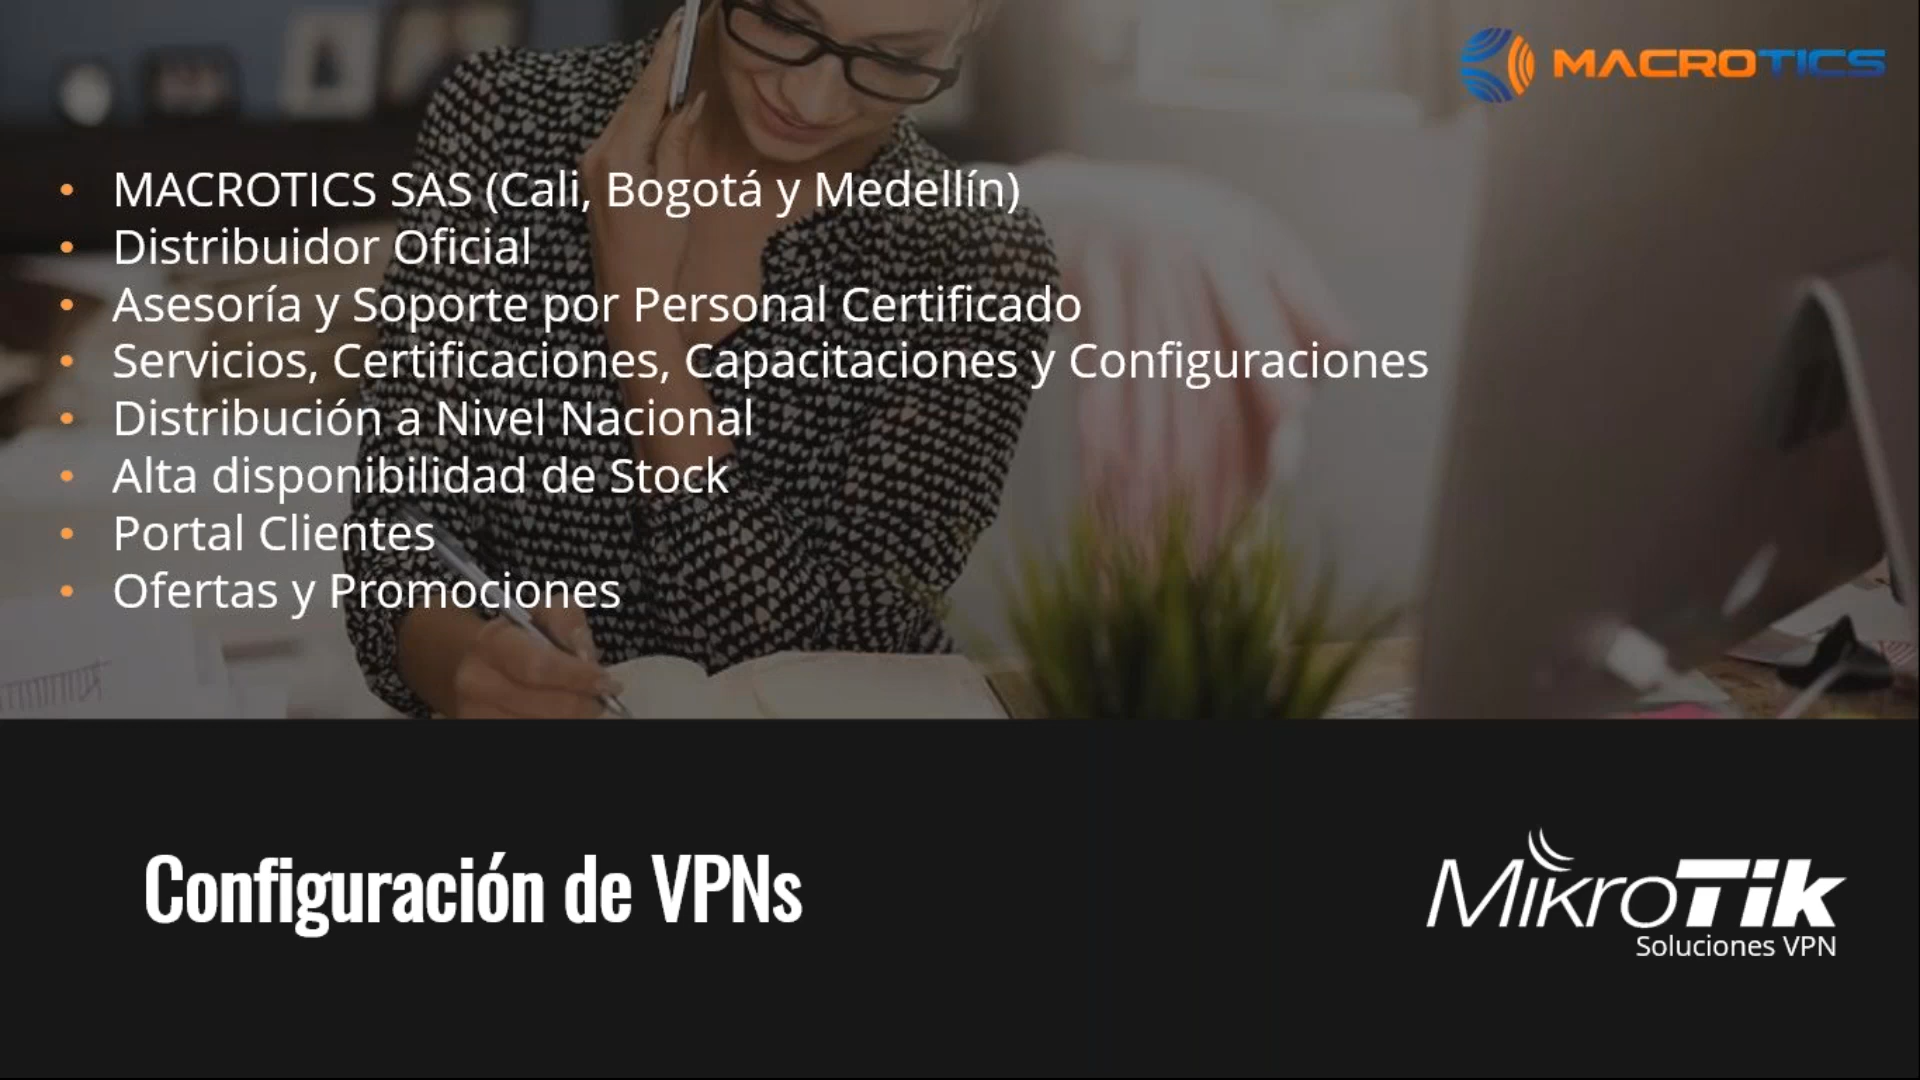 MACROTICS
• MACROTICS SAS (Cali, Bogotá y Medellín)
• Distribuidor Oficial
• Asesoría y Soporte por Personal Certificado
• Servicios, Certificaciones, Capacitaciones y Configuraciones
• Distribución a Nivel Nacional
• Alta disponibilidad de Stock
• Portal Clientes
• Ofertas y Promociones
Configuración de VPNs
MikroTik
Soluciones VPN